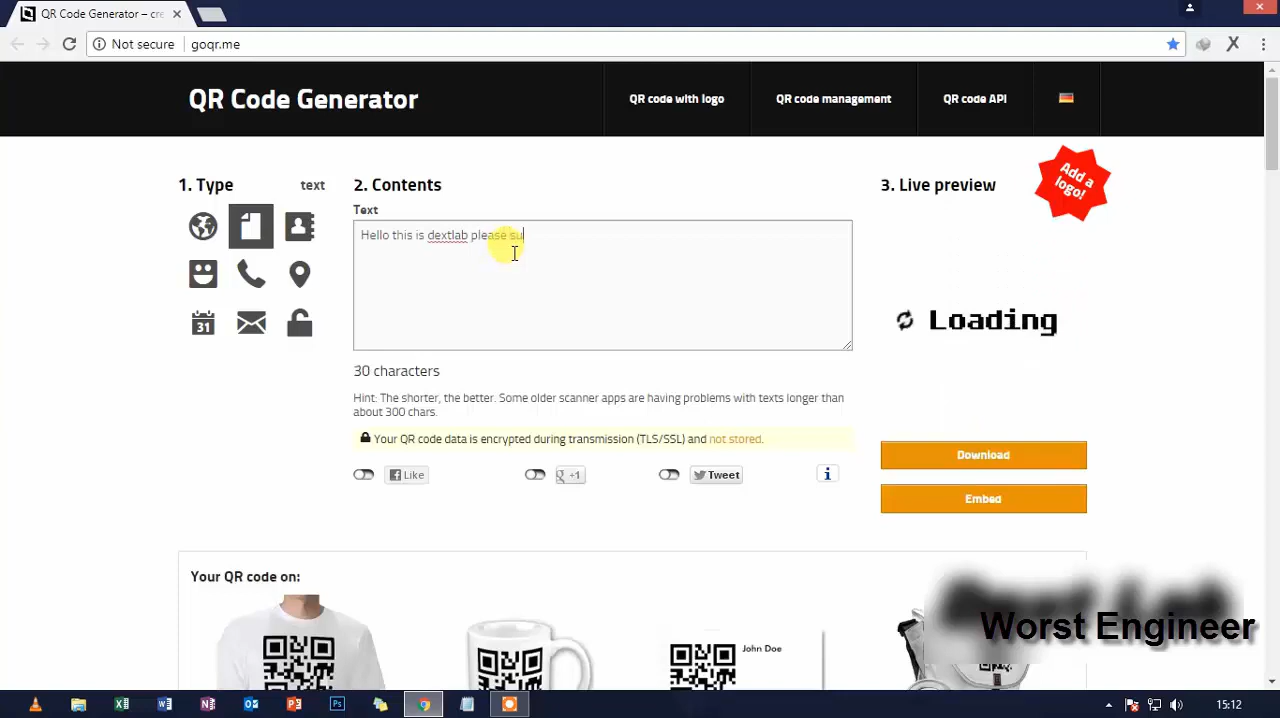 QR Code Generator – cre
Not secure
goqr.me
QR Code Generator
QR code with logo
QR code management
QR code API
1. Type
text
2. Contents
3. Live preview
Add a
logo!
Text
Hello this is dextlab please su
31
Loading
30 characters
Hint: The shorter, the better. Some older scanner apps are having problems with texts longer than
about 300 chars.
Your QR code data is encrypted during transmission (TLS/SSL) and not stored.
Like
+1
Tweet
i
Download
Embed
Your QR code on:
John Doe
Worst Engineer
15:12